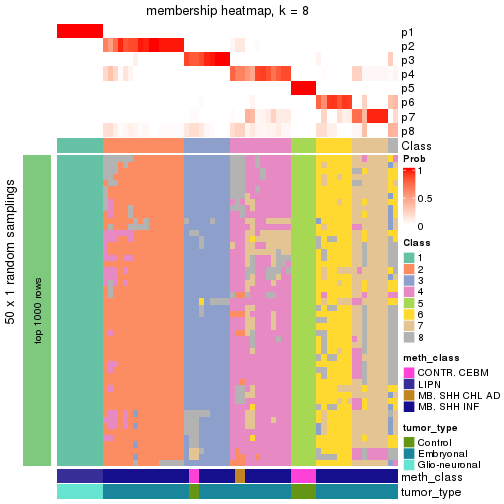 membership heatmap, k = 8
p1
p2
p3
p4
p5
p6
p7
p8
Class
50 x 1 random samplings
top 1000 rows
Prob
1
0.5
0
Class
1
2
3
4
5
6
7
8
meth_class
CONTR. CEBM
LIPN
MB. SHH CHL AD
MB. SHH INF
tumor_type
Control
Embryonal
Glio-neuronal
meth_class
tumor_type